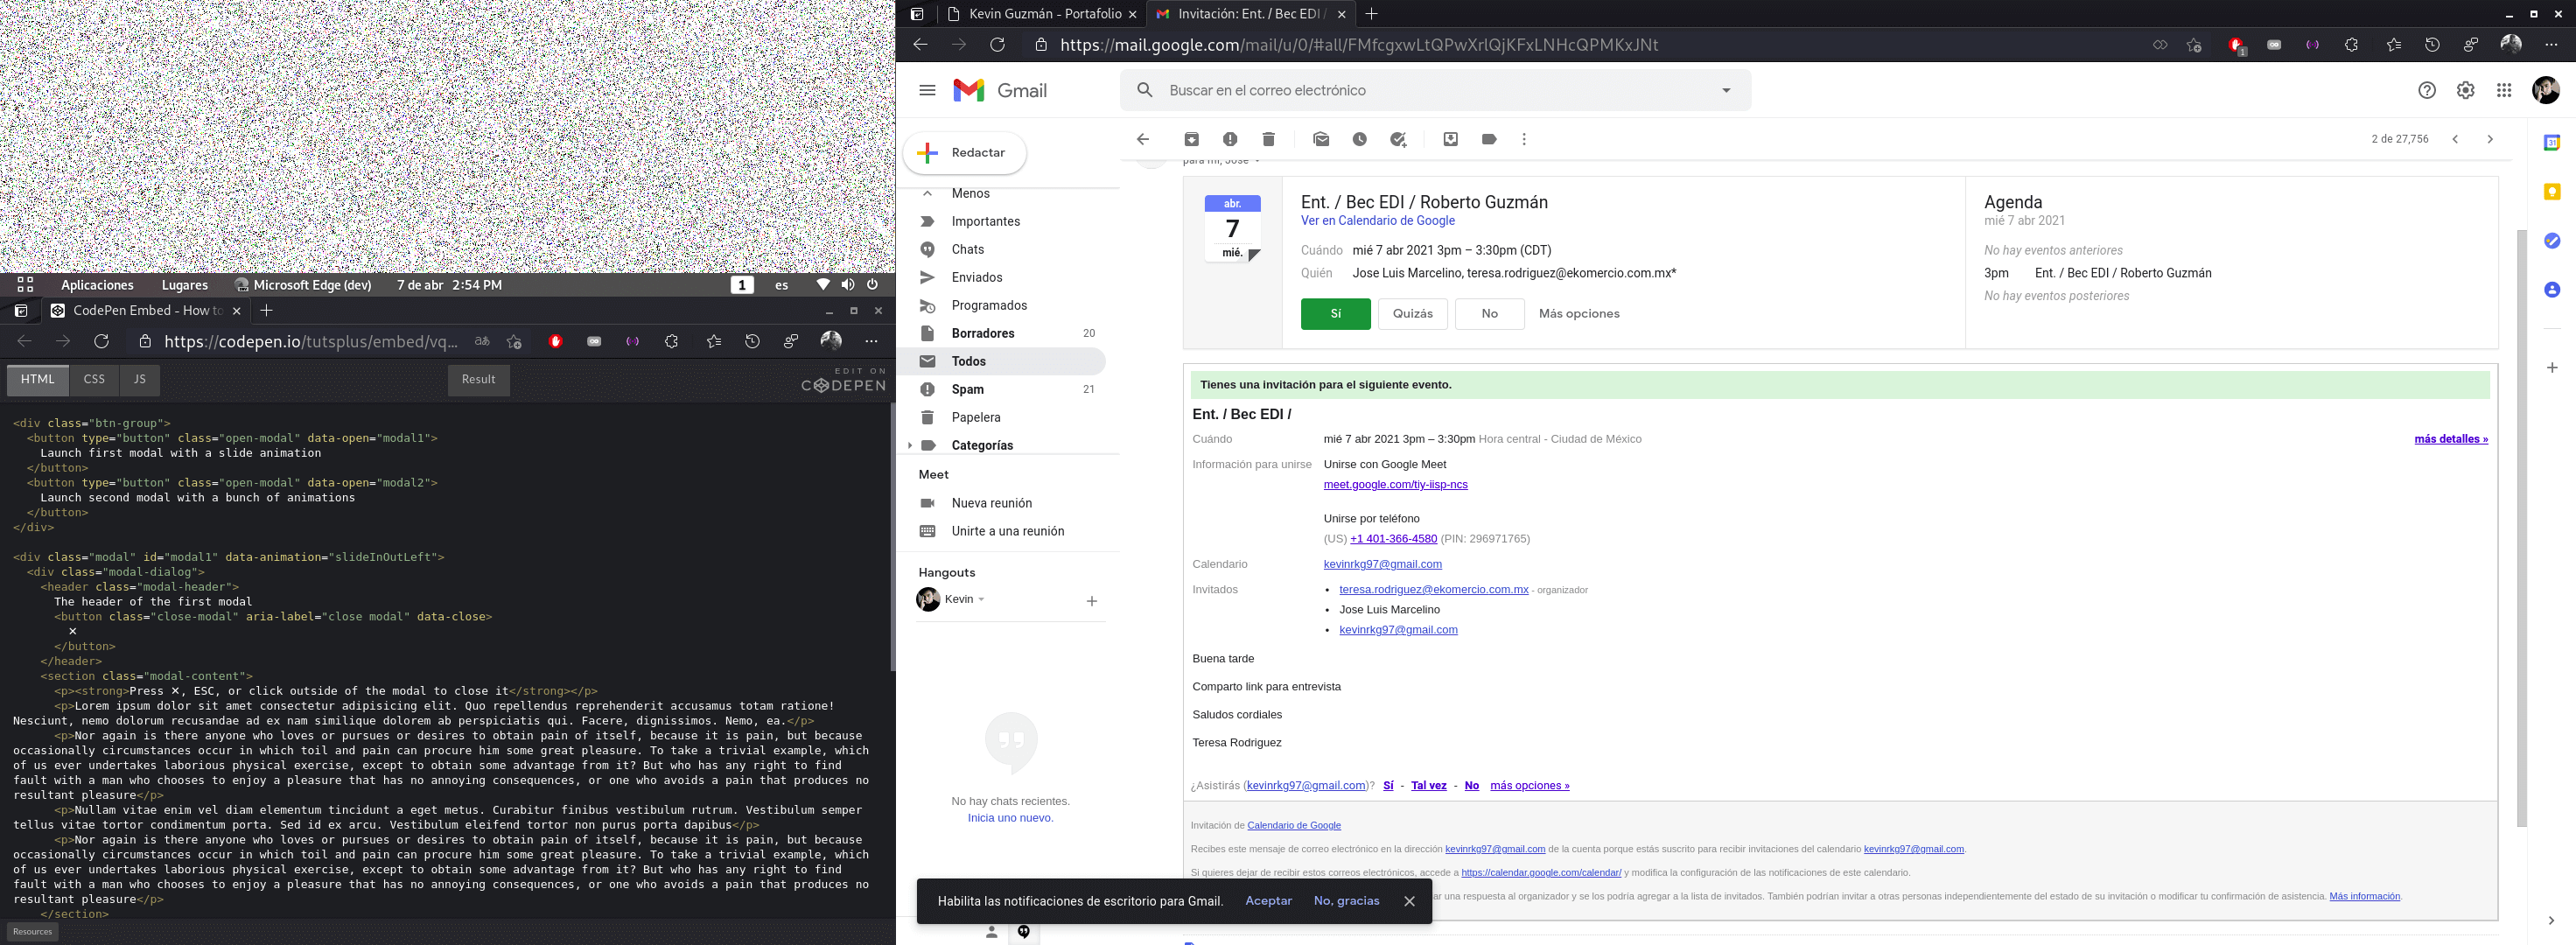 Aplicaciones Lugares Microsoft Edge (dev) 7 de abr 2:54 PM 1 es
CodePen Embed - How to
https://codepen.io/tutsplus/embed/vq...
HTML CSS JS Result EDIT ON CODEPEN
<div class="btn-group">
<button type="button" class="open-modal" data-open="modal1">
Launch first modal with a slide animation
</button>
<button type="button" class="open-modal" data-open="modal2">
Launch second modal with a bunch of animations
</button>
</div>
<div class="modal" id="modal1" data-animation="slideInOutLeft">
<div class="modal-dialog">
<header class="modal-header">
The header of the first modal
<button class="close-modal" aria-label="close modal" data-close>
✕
</button>
</header>
<section class="modal-content">
<p><strong>Press ✕, ESC, or click outside of the modal to close it</strong></p>
<p>Lorem ipsum dolor sit amet consectetur adipisicing elit. Quo repellendus reprehenderit accusamus totam ratione!
Nesciunt, nemo dolorum recusandae ad ex nam similique dolorem ab perspiciatis qui. Facere, dignissimos. Nemo, ea.</p>
<p>Nor again is there anyone who loves or pursues or desires to obtain pain of itself, because it is pain, but because
occasionally circumstances occur in which toil and pain can procure him some great pleasure. To take a trivial example, which
of us ever undertakes laborious physical exercise, except to obtain some advantage from it? But who has any right to find
fault with a man who chooses to enjoy a pleasure that has no annoying consequences, or one who avoids a pain that produces no
resultant pleasure</p>
<p>Nullam vitae enim vel diam elementum tincidunt a eget metus. Curabitur finibus vestibulum rutrum. Vestibulum semper
tellus vitae tortor condimentum porta. Sed id ex arcu. Vestibulum eleifend tortor non purus porta dapibus</p>
<p>Nor again is there anyone who loves or pursues or desires to obtain pain of itself, because it is pain, but because
occasionally circumstances occur in which toil and pain can procure him some great pleasure. To take a trivial example, which
of us ever undertakes laborious physical exercise, except to obtain some advantage from it? But who has any right to find
fault with a man who chooses to enjoy a pleasure that has no annoying consequences, or one who avoids a pain that produces no
resultant pleasure</p>
</section>
Resources
Kevin Guzmán - Portafolio
Invitación: Ent. / Bec EDI /
https://mail.google.com/mail/u/0/#all/FMfcgxwLtQPwXrlQjKFxLNHcQPMKxJNt
1
Gmail
Buscar en el correo electrónico
Redactar
2 de 27,756
Menos
Importantes
Chats
Enviados
Programados
Borradores 20
Todos
Spam 21
Papelera
Categorías
Meet
Nueva reunión
Unirte a una reunión
Hangouts
Kevin
No hay chats recientes.
Inicia uno nuevo.
para mí, Jose
abr.
7
mié.
Ent. / Bec EDI / Roberto Guzmán
Ver en Calendario de Google
Cuándo mié 7 abr 2021 3pm – 3:30pm (CDT)
Quién Jose Luis Marcelino, teresa.rodriguez@ekomercio.com.mx*
Sí Quizás No Más opciones
Agenda
mié 7 abr 2021
No hay eventos anteriores
3pm Ent. / Bec EDI / Roberto Guzmán
No hay eventos posteriores
31
Tienes una invitación para el siguiente evento.
Ent. / Bec EDI /
Cuándo mié 7 abr 2021 3pm – 3:30pm Hora central - Ciudad de México
más detalles »
Información para unirse Unirse con Google Meet
meet.google.com/tiy-iisp-ncs
Unirse por teléfono
(US) +1 401-366-4580 (PIN: 296971765)
Calendario kevinrkg97@gmail.com
Invitados • teresa.rodriguez@ekomercio.com.mx - organizador
• Jose Luis Marcelino
• kevinrkg97@gmail.com
Buena tarde
Comparto link para entrevista
Saludos cordiales
Teresa Rodriguez
¿Asistirás (kevinrkg97@gmail.com)? Sí - Tal vez - No más opciones »
Invitación de Calendario de Google
Recibes este mensaje de correo electrónico en la dirección kevinrkg97@gmail.com de la cuenta porque estás suscrito para recibir invitaciones del calendario kevinrkg97@gmail.com.
Si quieres dejar de recibir estos correos electrónicos, accede a https://calendar.google.com/calendar/ y modifica la configuración de las notificaciones de este calendario.
ar una respuesta al organizador y se los podría agregar a la lista de invitados. También podrían invitar a otras personas independientemente del estado de su invitación o modificar tu confirmación de asistencia. Más información.
Habilita las notificaciones de escritorio para Gmail. Aceptar No, gracias